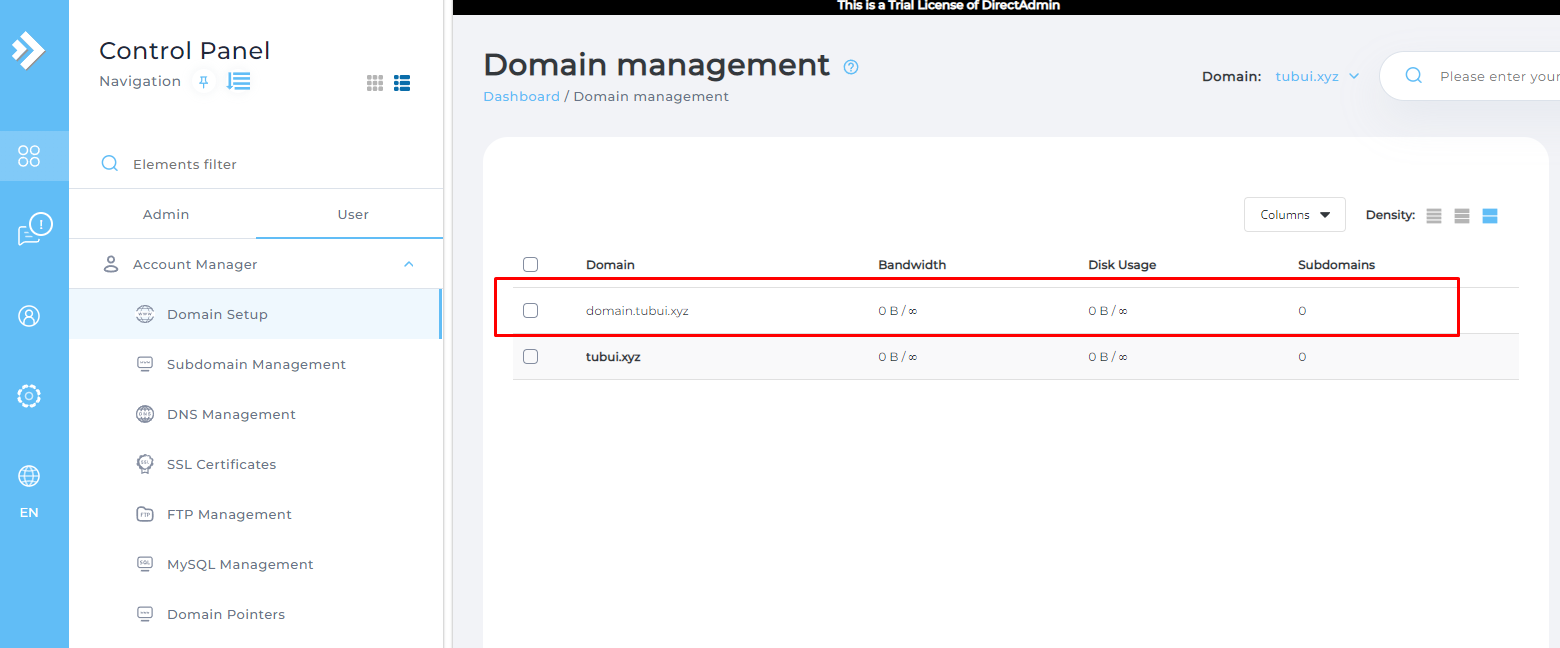 This is a Trial License of DirectAdmin
Control Panel
Navigation
Elements filter
Admin User
Account Manager
Domain Setup
Subdomain Management
DNS Management
SSL Certificates
FTP Management
MySQL Management
Domain Pointers
EN
Domain management
Dashboard / Domain management
Domain: tubui.xyz
Please enter your
Columns Density:
Domain Bandwidth Disk Usage Subdomains
domain.tubui.xyz 0 B / ∞ 0 B / ∞ 0
tubui.xyz 0 B / ∞ 0 B / ∞ 0